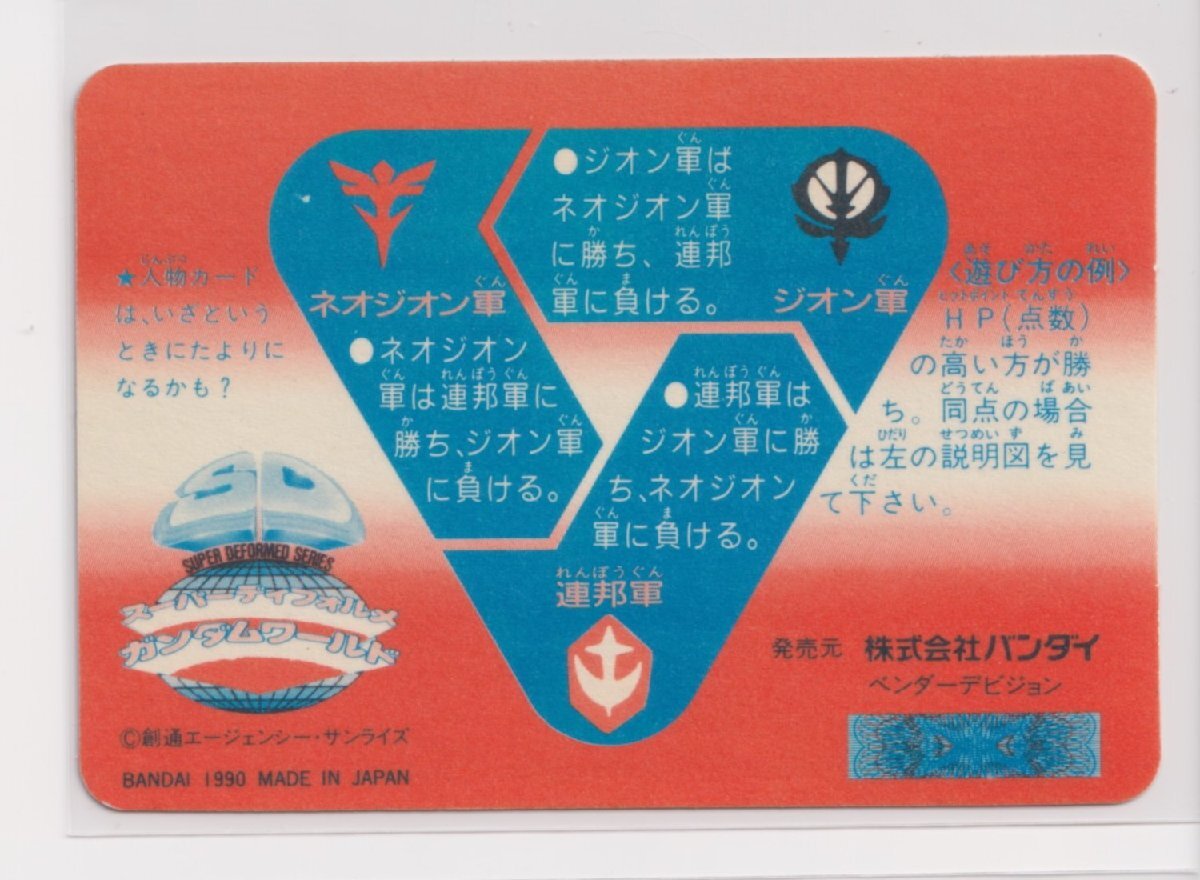 ●ジオン軍ば
ネオジオン軍
に勝ち、連邦
軍に負ける。
ジオン軍
ネオジオン軍
●ネオジオン
軍は連邦軍に
勝ち、ジオン軍
に負ける。
●連邦軍は
ジオン軍に勝
ち、ネオジオン
軍に負ける。
連邦軍
★人物カード
は、いざという
ときにたよりに
なるかも?
〈遊び方の例〉
HP(点数)
の高い方が勝
ち。同点の場合
は左の説明図を見
て下さい。
SD
SUPER DEFORMED SERIES
スーパーディフォルメ
ガンダムワールド
©創通エージェンシー・サンライズ
BANDAI 1990 MADE IN JAPAN
発売元 株式会社バンダイ
ベンダーデビジョン